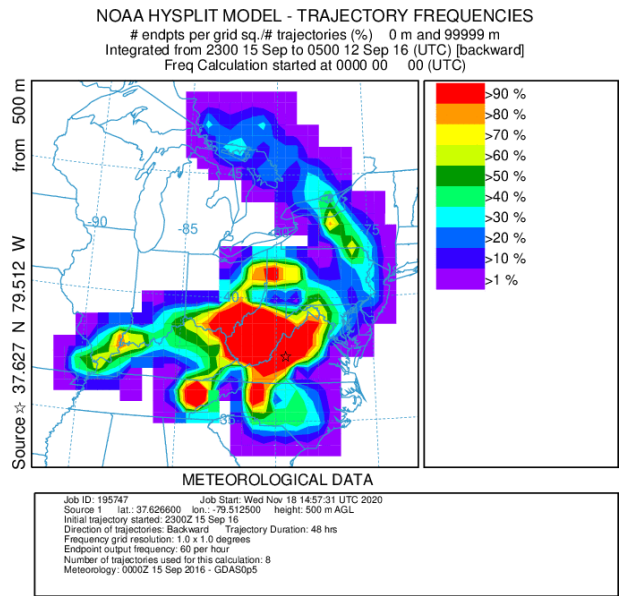 NOAA HYSPLIT MODEL - TRAJECTORY FREQUENCIES
# endpts per grid sq./# trajectories (%) 0 m and 99999 m
Integrated from 2300 15 Sep to 0500 12 Sep 16 (UTC) [backward]
Freq Calculation started at 0000 00 00 (UTC)
Source ☆ 37.627 N 79.512 W from 500 m
>90 %
>80 %
>70 %
>60 %
>50 %
>40 %
>30 %
>20 %
>10 %
>1 %
45
-90
-85
-80
-75
40
35
METEOROLOGICAL DATA
Job ID: 195747 Job Start: Wed Nov 18 14:57:31 UTC 2020
Source 1 lat.: 37.626600 lon.: -79.512500 height: 500 m AGL
Initial trajectory started: 2300Z 15 Sep 16
Direction of trajectories: Backward Trajectory Duration: 48 hrs
Frequency grid resolution: 1.0 x 1.0 degrees
Endpoint output frequency: 60 per hour
Number of trajectories used for this calculation: 8
Meteorology: 0000Z 15 Sep 2016 - GDAS0p5